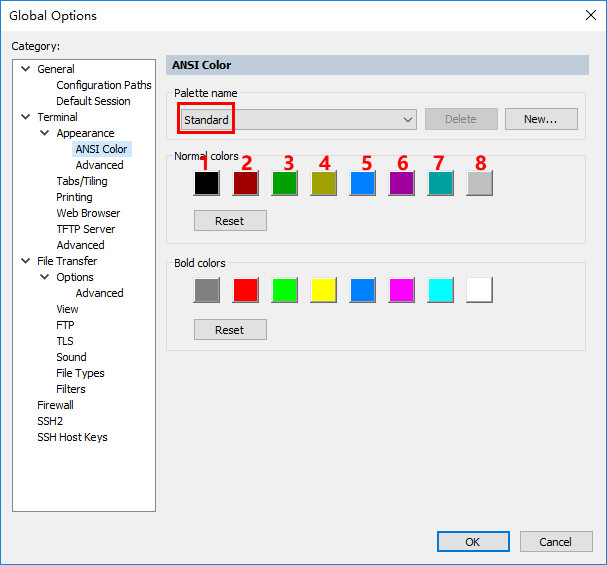 Global Options
Category:
General
Configuration Paths
Default Session
Terminal
Appearance
ANSI Color
Advanced
Tabs/Tiling
Printing
Web Browser
TFTP Server
Advanced
File Transfer
Options
Advanced
View
FTP
TLS
Sound
File Types
Filters
Firewall
SSH2
SSH Host Keys
ANSI Color
Palette name
Standard
Delete
New...
Normal colors
1 2 3 4 5 6 7 8
Reset
Bold colors
Reset
OK
Cancel